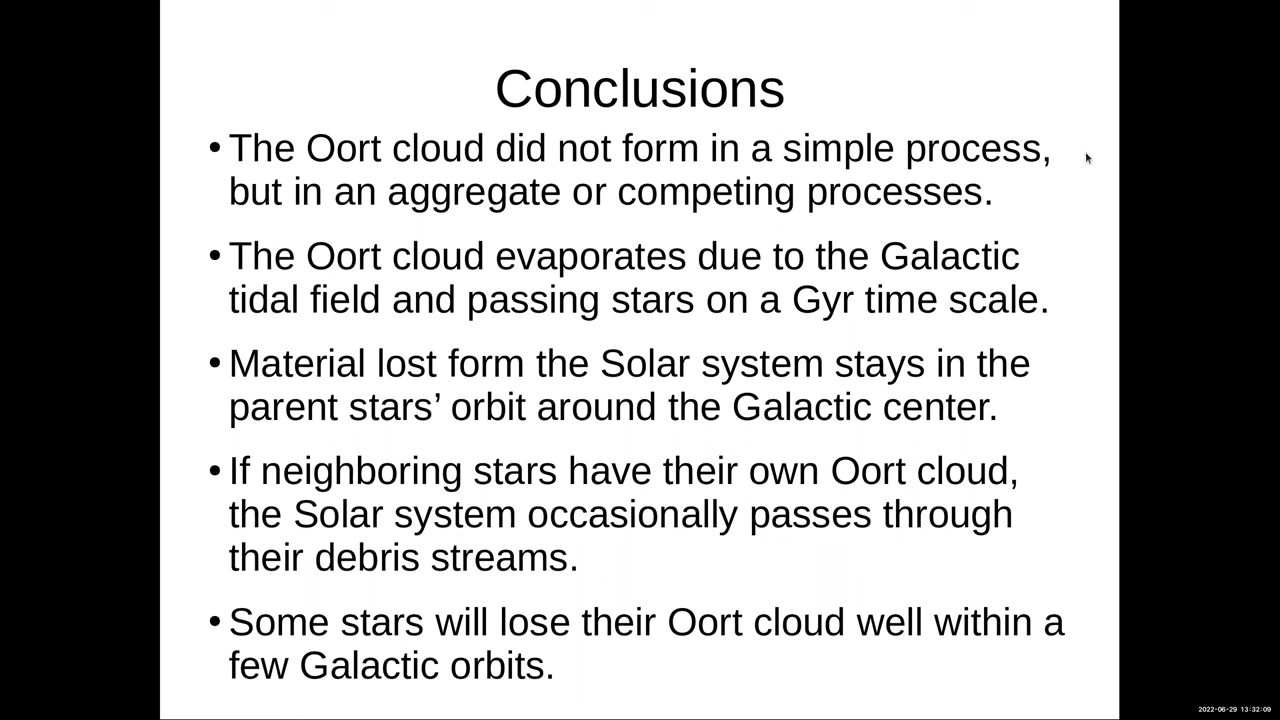 Conclusions
• The Oort cloud did not form in a simple process,
but in an aggregate or competing processes.
• The Oort cloud evaporates due to the Galactic
tidal field and passing stars on a Gyr time scale.
• Material lost form the Solar system stays in the
parent stars’ orbit around the Galactic center.
• If neighboring stars have their own Oort cloud,
the Solar system occasionally passes through
their debris streams.
• Some stars will lose their Oort cloud well within a
few Galactic orbits.
2022-06-29 13:32:09